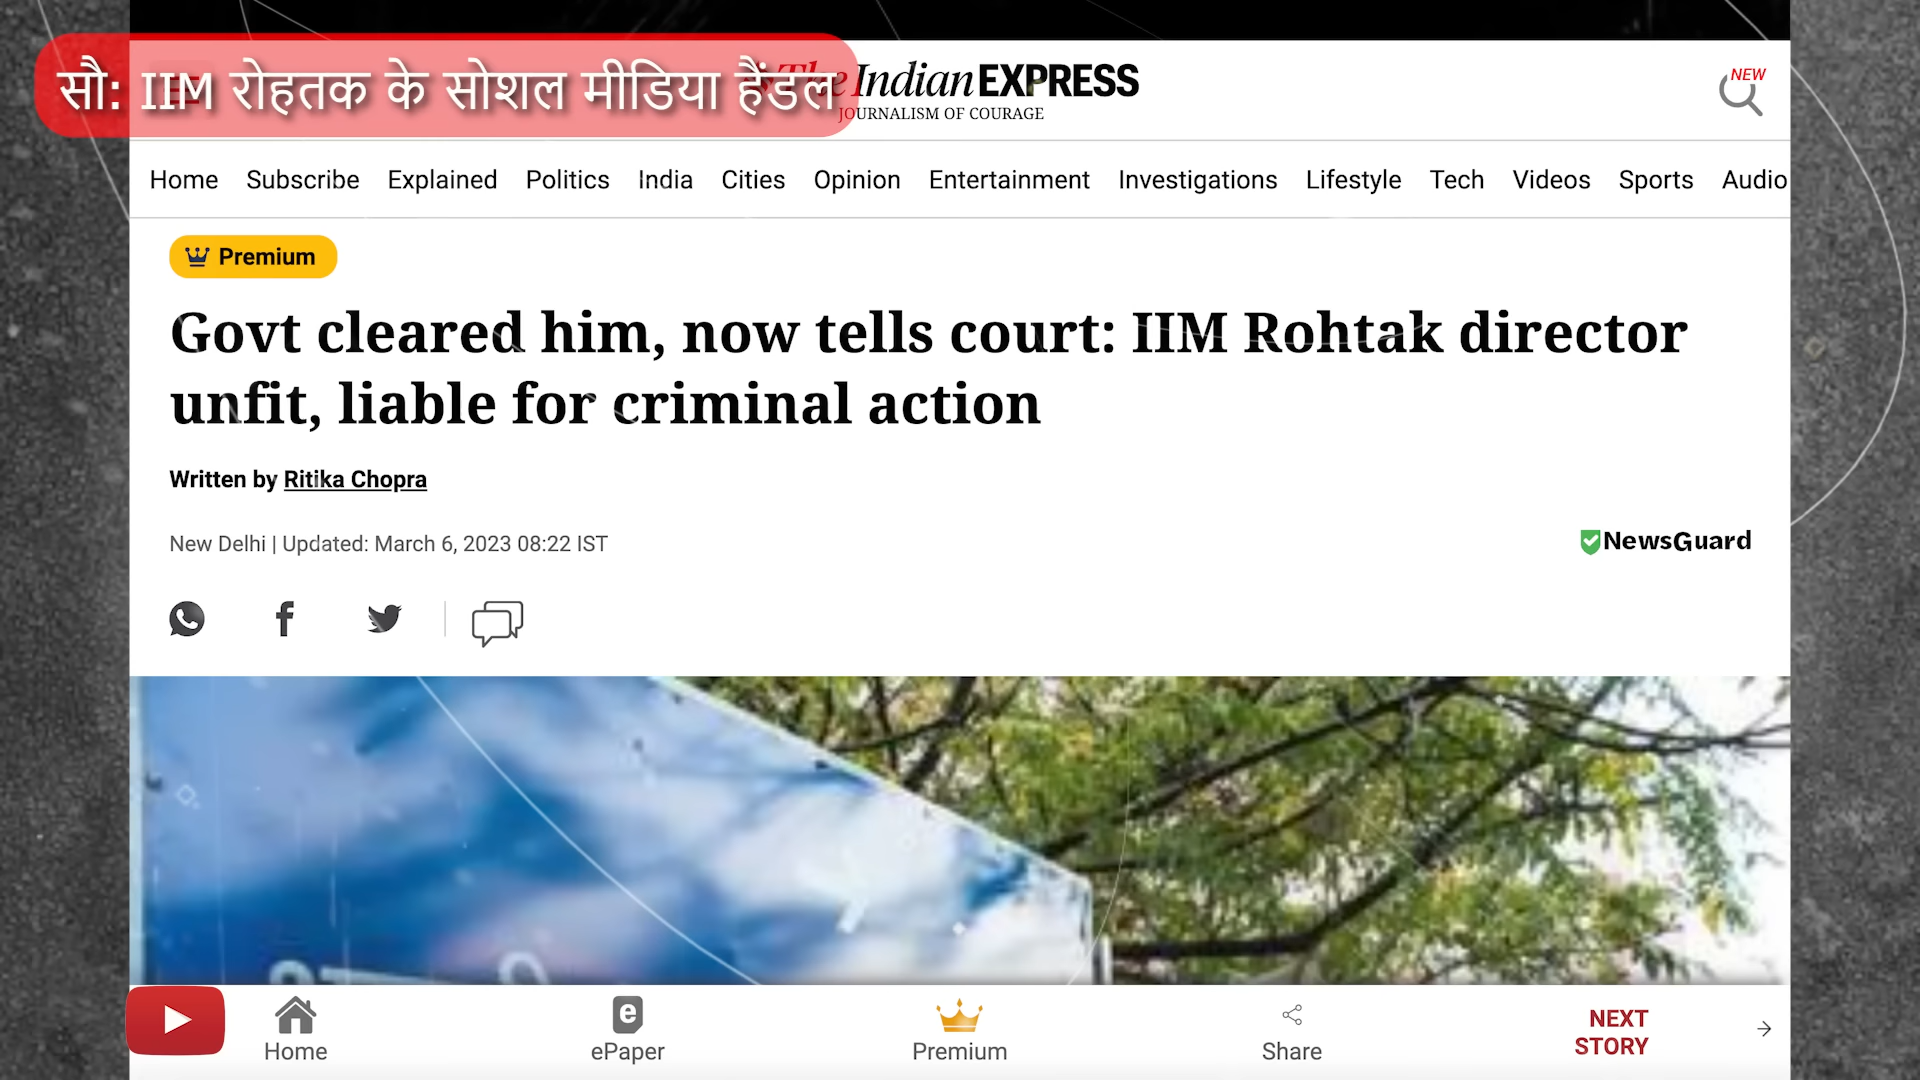 सौ: IIM रोहतक के सोशल मीडिया हैंडल
The Indian EXPRESS
JOURNALISM OF COURAGE
NEW
Home Subscribe Explained Politics India Cities Opinion Entertainment Investigations Lifestyle Tech Videos Sports Audio
Premium
Govt cleared him, now tells court: IIM Rohtak director
unfit, liable for criminal action
Written by Ritika Chopra
New Delhi | Updated: March 6, 2023 08:22 IST
NewsGuard
Home ePaper Premium Share NEXT
STORY